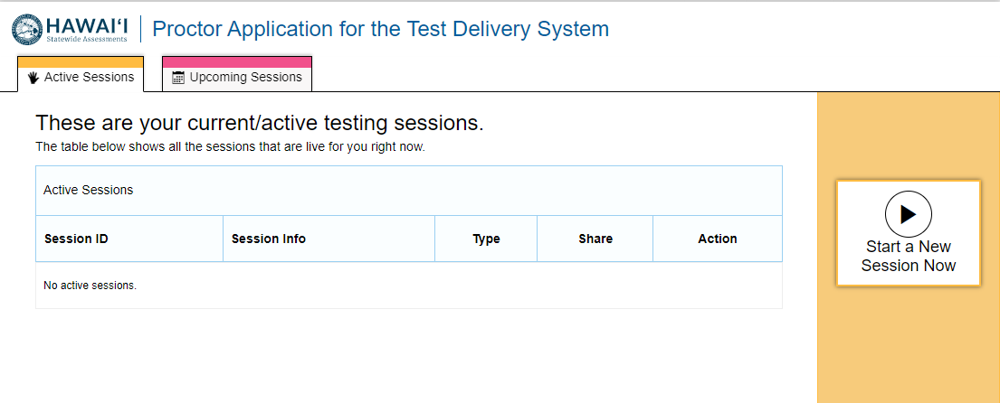 HAWAIʻI
Statewide Assessments
Proctor Application for the Test Delivery System
Active Sessions
Upcoming Sessions
These are your current/active testing sessions.
The table below shows all the sessions that are live for you right now.
Active Sessions
Session ID Session Info Type Share Action
No active sessions.
Start a New
Session Now